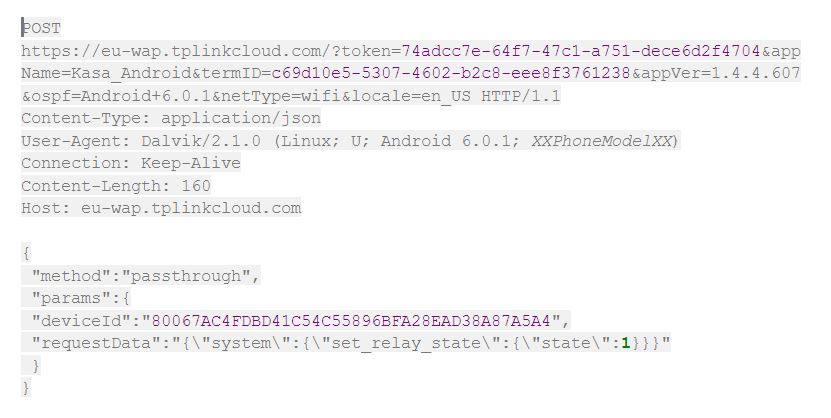 POST
https://eu-wap.tplinkcloud.com/?token=74adcc7e-64f7-47c1-a751-dece6d2f4704&app
Name=Kasa_Android&termID=c69d10e5-5307-4602-b2c8-eee8f3761238&appVer=1.4.4.607
&ospf=Android+6.0.1&netType=wifi&locale=en_US HTTP/1.1
Content-Type: application/json
User-Agent: Dalvik/2.1.0 (Linux; U; Android 6.0.1; XXPhoneModelXX)
Connection: Keep-Alive
Content-Length: 160
Host: eu-wap.tplinkcloud.com
{
"method":"passthrough",
"params":{
"deviceId":"80067AC4FDBD41C54C55896BFA28EAD38A87A5A4",
"requestData":"{\"system\":{\"set_relay_state\":{\"state\":1}}}"
}
}